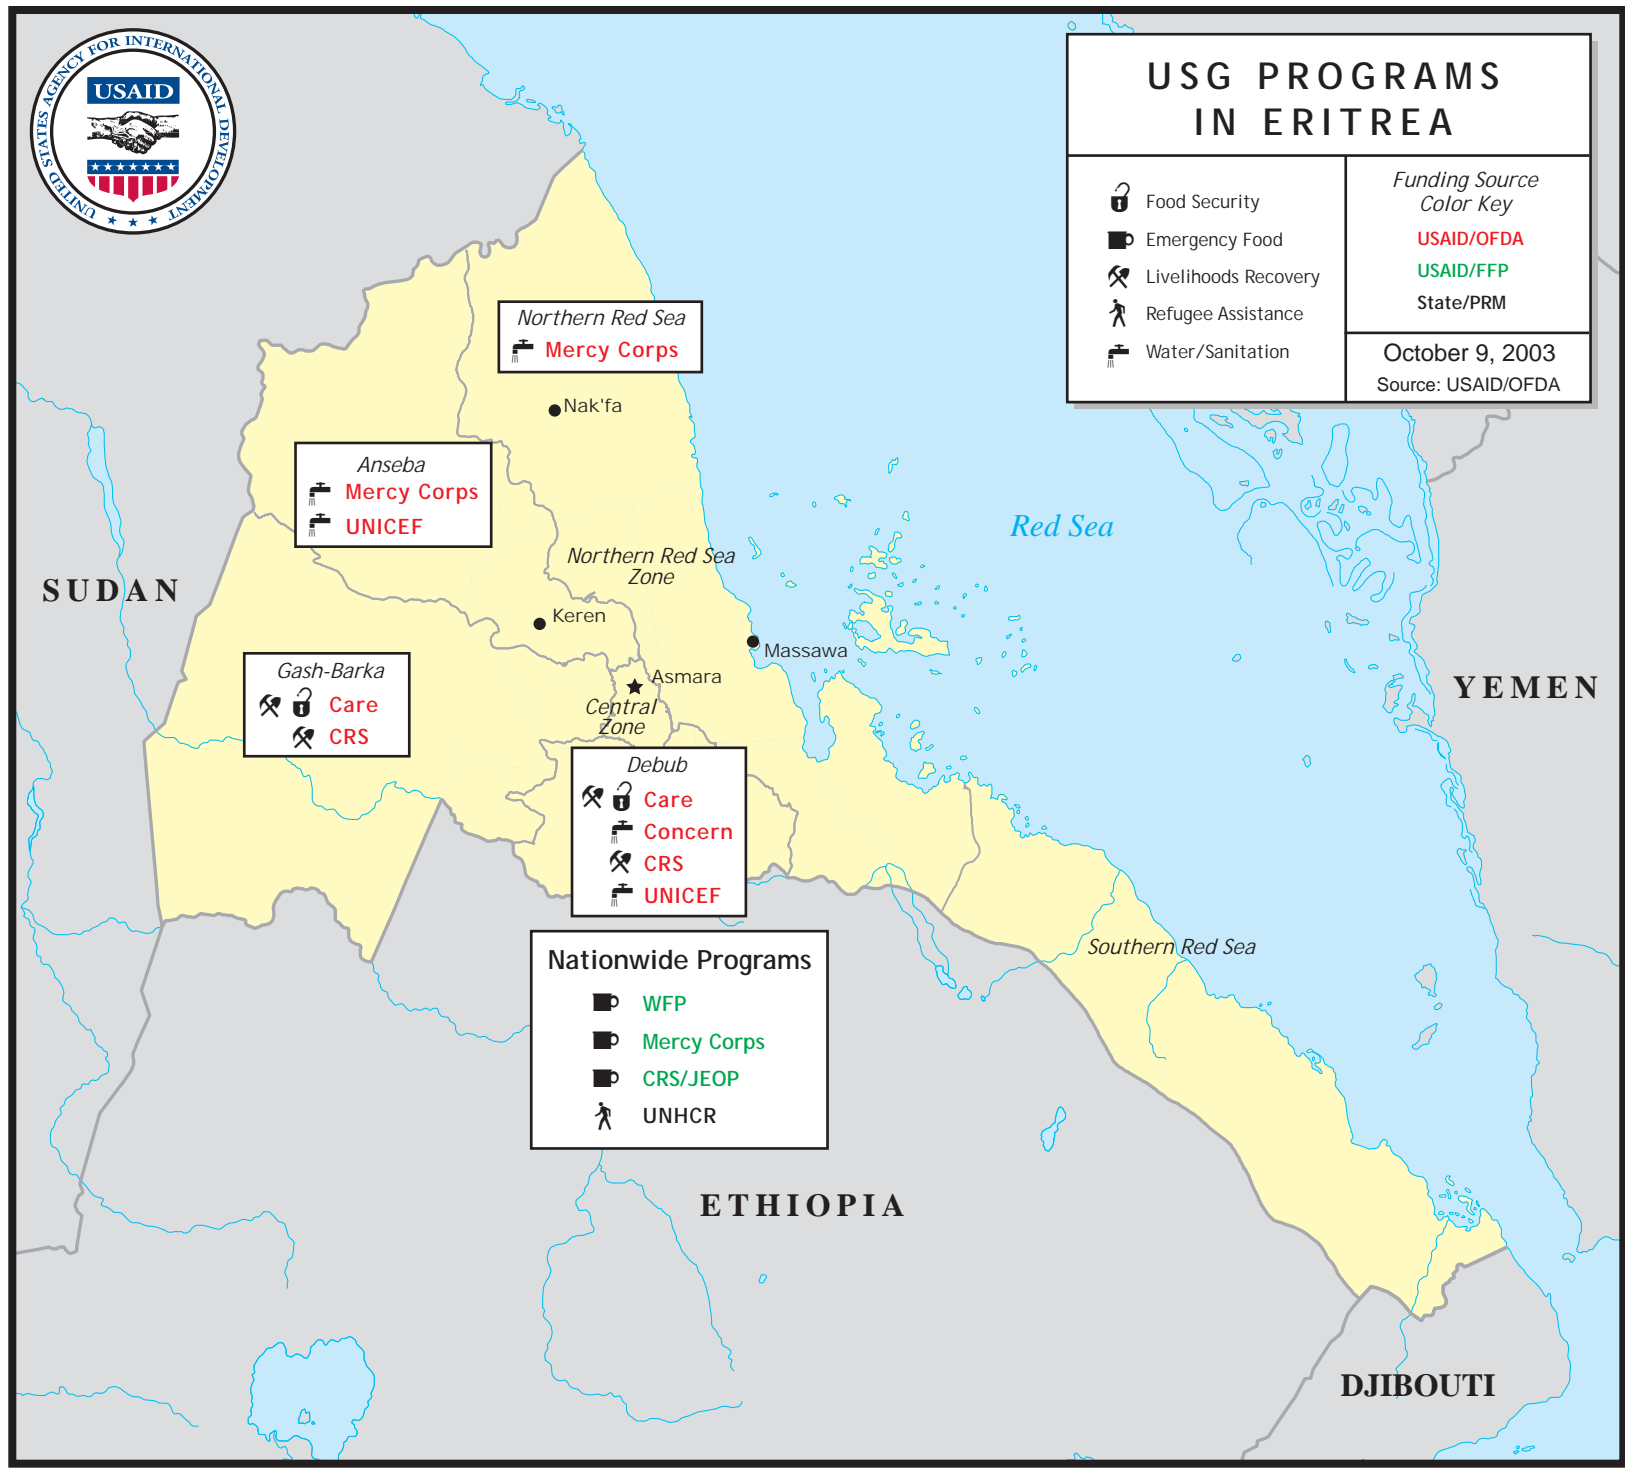 UNITED STATES AGENCY FOR INTERNATIONAL DEVELOPMENT
USAID
USG PROGRAMS
IN ERITREA
Food Security
Emergency Food
Livelihoods Recovery
Refugee Assistance
Water/Sanitation
Funding Source
Color Key
USAID/OFDA
USAID/FFP
State/PRM
October 9, 2003
Source: USAID/OFDA
Northern Red Sea
Mercy Corps
Nak'fa
Anseba
Mercy Corps
UNICEF
Red Sea
Northern Red Sea
Zone
SUDAN
Keren
Massawa
Asmara
YEMEN
Gash-Barka
Care
CRS
Central
Zone
Debub
Care
Concern
CRS
UNICEF
Southern Red Sea
Nationwide Programs
WFP
Mercy Corps
CRS/JEOP
UNHCR
ETHIOPIA
DJIBOUTI